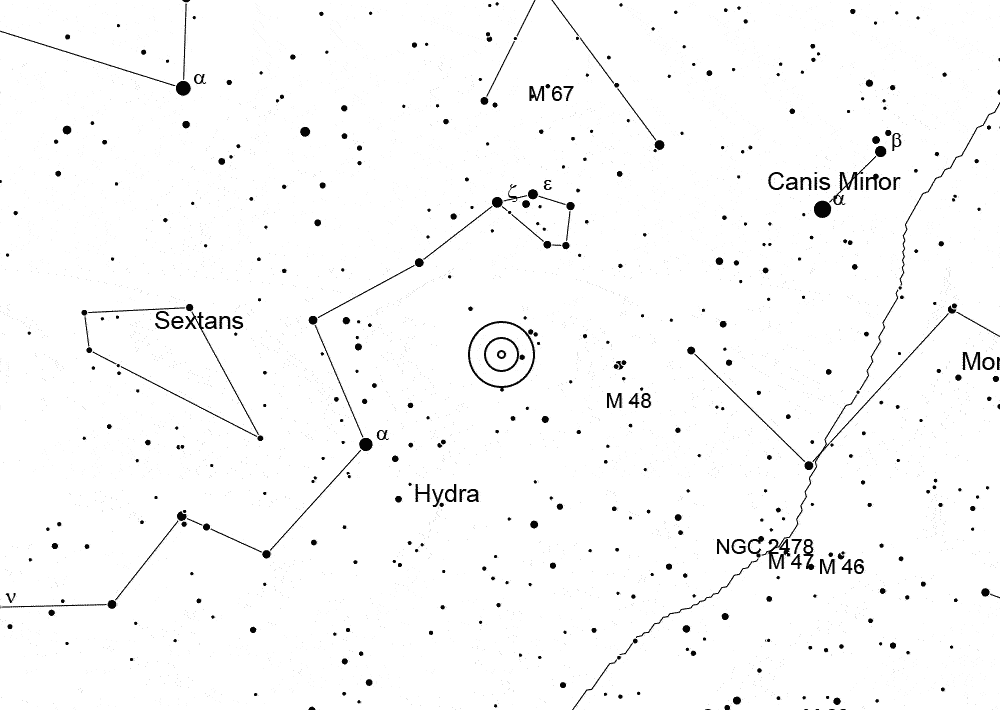 α
M 67
β
Canis Minor
α
ζ
ε
Sextans
Mon
M 48
α
Hydra
NGC 2478
M 47
M 46
ν